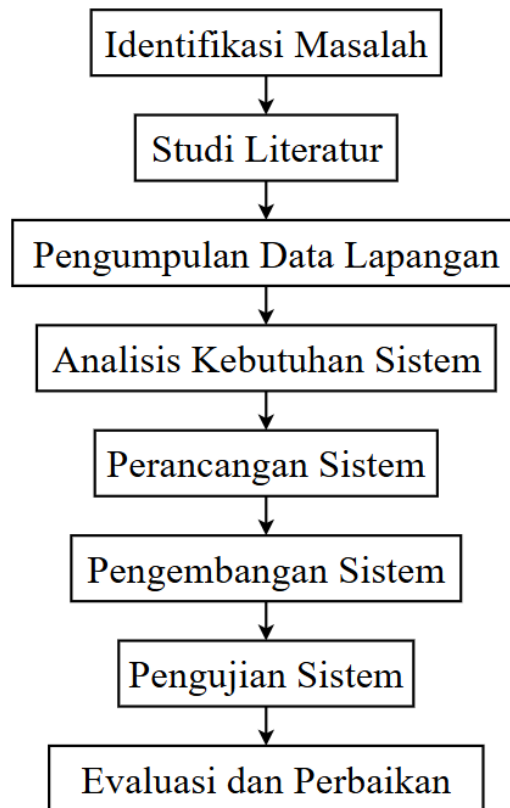 Identifikasi Masalah
Studi Literatur
Pengumpulan Data Lapangan
Analisis Kebutuhan Sistem
Perancangan Sistem
Pengembangan Sistem
Pengujian Sistem
Evaluasi dan Perbaikan